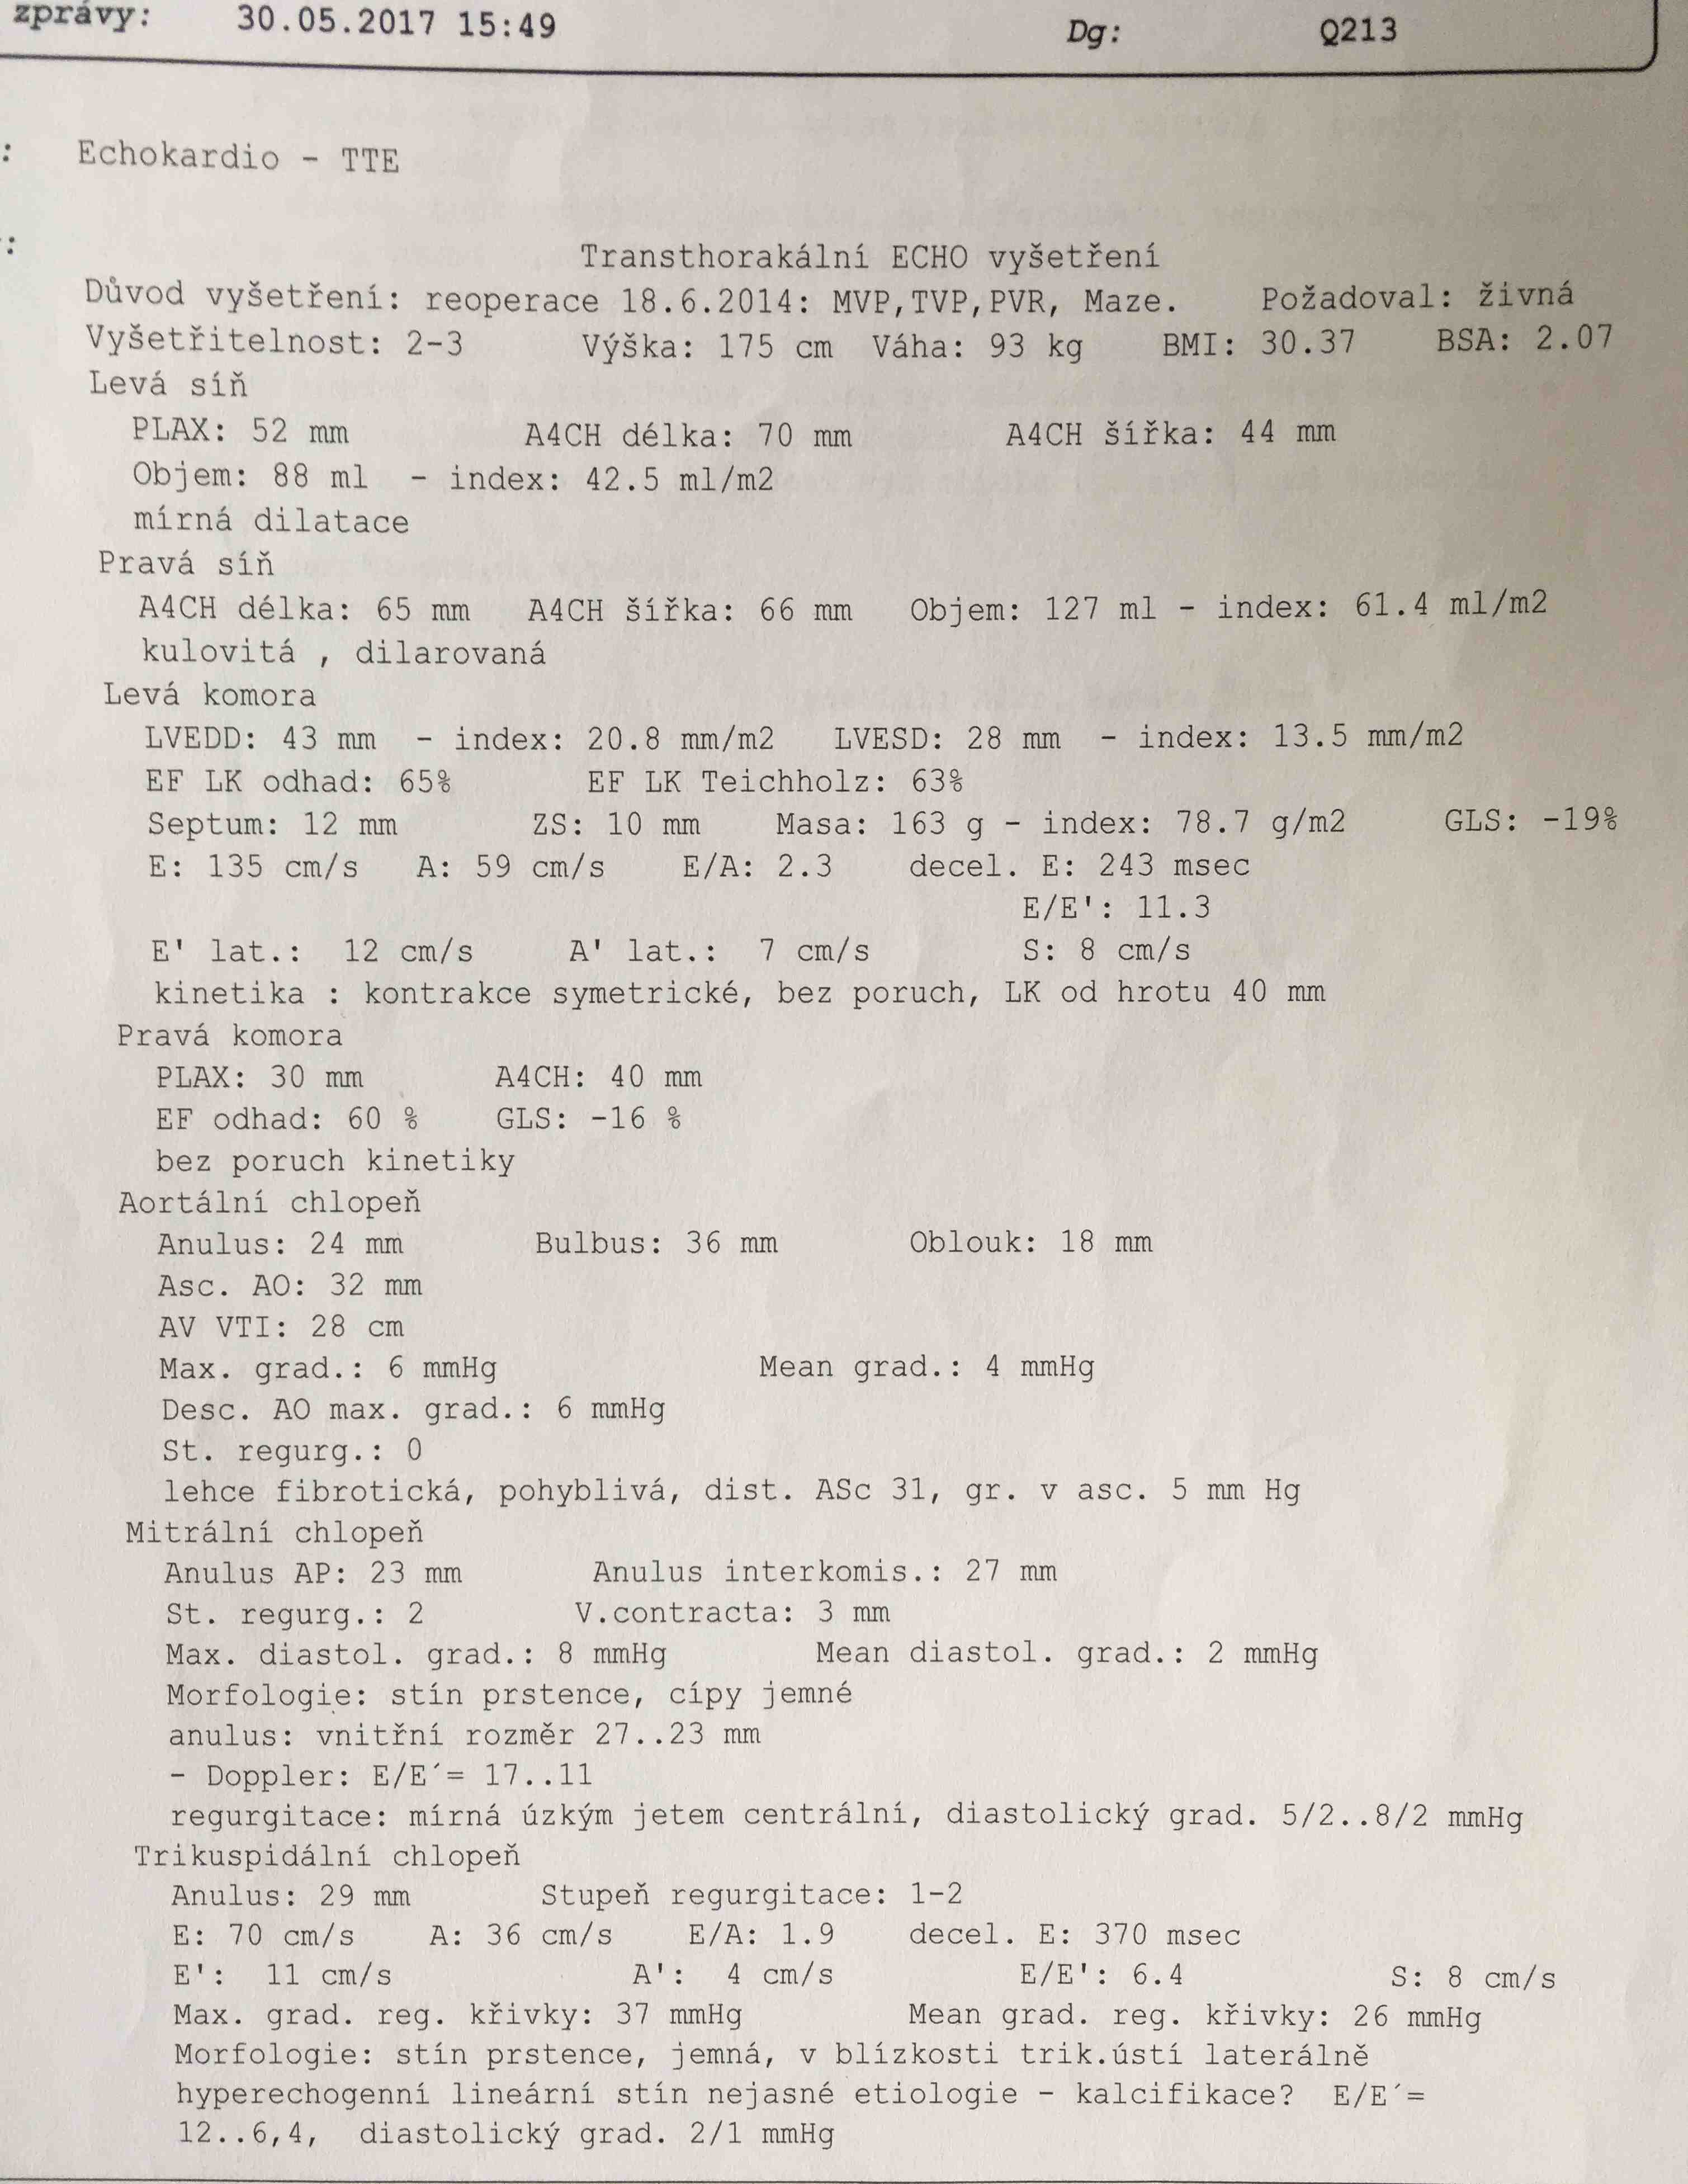 zprávy: 30.05.2017 15:49 Dg: Q213
: Echokardio - TTE
:
Transthorakální ECHO vyšetření
Důvod vyšetření: reoperace 18.6.2014: MVP,TVP,PVR, Maze. Požadoval: živná
Vyšetřitelnost: 2-3 Výška: 175 cm Váha: 93 kg BMI: 30.37 BSA: 2.07
Levá síň
PLAX: 52 mm A4CH délka: 70 mm A4CH šířka: 44 mm
Objem: 88 ml - index: 42.5 ml/m2
mírná dilatace
Pravá síň
A4CH délka: 65 mm A4CH šířka: 66 mm Objem: 127 ml - index: 61.4 ml/m2
kulovitá , dilarovaná
Levá komora
LVEDD: 43 mm - index: 20.8 mm/m2 LVESD: 28 mm - index: 13.5 mm/m2
EF LK odhad: 65% EF LK Teichholz: 63%
Septum: 12 mm ZS: 10 mm Masa: 163 g - index: 78.7 g/m2 GLS: -19%
E: 135 cm/s A: 59 cm/s E/A: 2.3 decel. E: 243 msec
E/E': 11.3
E' lat.: 12 cm/s A' lat.: 7 cm/s S: 8 cm/s
kinetika : kontrakce symetrické, bez poruch, LK od hrotu 40 mm
Pravá komora
PLAX: 30 mm A4CH: 40 mm
EF odhad: 60 % GLS: -16 %
bez poruch kinetiky
Aortální chlopeň
Anulus: 24 mm Bulbus: 36 mm Oblouk: 18 mm
Asc. AO: 32 mm
AV VTI: 28 cm
Max. grad.: 6 mmHg Mean grad.: 4 mmHg
Desc. AO max. grad.: 6 mmHg
St. regurg.: 0
lehce fibrotická, pohyblivá, dist. ASc 31, gr. v asc. 5 mm Hg
Mitrální chlopeň
Anulus AP: 23 mm Anulus interkomis.: 27 mm
St. regurg.: 2 V.contracta: 3 mm
Max. diastol. grad.: 8 mmHg Mean diastol. grad.: 2 mmHg
Morfologie: stín prstence, cípy jemné
anulus: vnitřní rozměr 27..23 mm
- Doppler: E/E´= 17..11
regurgitace: mírná úzkým jetem centrální, diastolický grad. 5/2..8/2 mmHg
Trikuspidální chlopeň
Anulus: 29 mm Stupeň regurgitace: 1-2
E: 70 cm/s A: 36 cm/s E/A: 1.9 decel. E: 370 msec
E': 11 cm/s A': 4 cm/s E/E': 6.4 S: 8 cm/s
Max. grad. reg. křivky: 37 mmHg Mean grad. reg. křivky: 26 mmHg
Morfologie: stín prstence, jemná, v blízkosti trik.ústí laterálně
hyperechogenní lineární stín nejasné etiologie - kalcifikace? E/E´=
12..6,4, diastolický grad. 2/1 mmHg